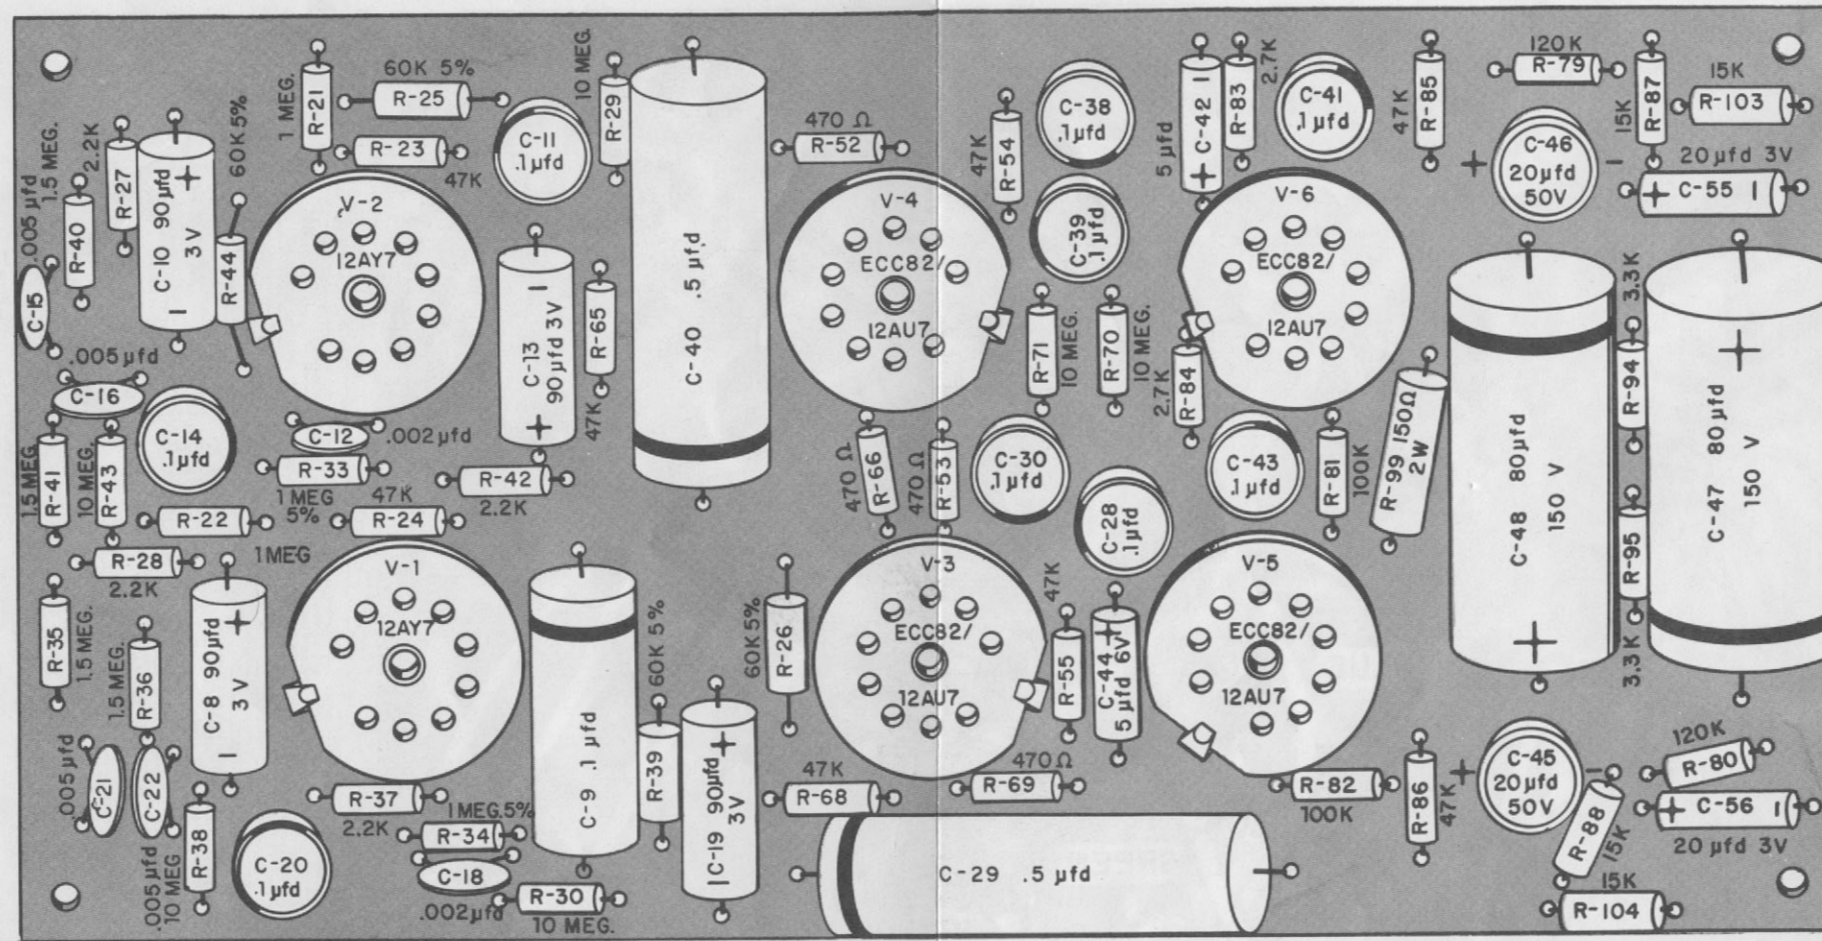 1 MEG.
R-21
60K 5%
R-25
R-23
47K
C-11
.1µfd
10 MEG.
R-29
C-40 .5 µfd
470 Ω
R-52
47K
R-54
C-38
.1µfd
C-39
.1µfd
5 µfd
C-42
+
R-83
2.7K
C-41
.1µfd
47K
R-85
120K
R-79
15K
R-87
15K
R-103
+ C-46 −
20µfd
50V
20µfd 3V
+ C-55 −
.005µfd
C-15
1.5 MEG.
R-40
2.2K
R-27
C-10 90µfd +
3V
−
60K 5%
R-44
V-2
12AY7
C-13 −
90µfd 3V
+
R-65
47K
V-4
ECC82/
12AU7
R-71
10 MEG.
R-70
10 MEG.
V-6
ECC82/
12AU7
2.7K
R-84
R-99 150Ω
2W
C-48 80µfd
150 V
+
3.3K
R-94
R-95
3.3K
C-47 80µfd
150 V
+
.005µfd
C-16
C-14
.1µfd
C-12
.002µfd
R-33
1 MEG
5%
1.5 MEG.
R-41
10 MEG.
R-43
R-22
1 MEG
47K
R-24
R-42
2.2K
470 Ω
R-66
470 Ω
R-53
C-30
.1µfd
C-28
.1µfd
C-43
.1µfd
R-81
100K
R-28
2.2K
R-35
1.5 MEG.
1.5 MEG.
R-36
C-8 90µfd +
3V
−
V-1
12AY7
C-9 .1 µfd
60K 5%
R-39
C-19 90µfd +
3V
−
60K 5%
R-26
V-3
ECC82/
12AU7
47K
R-55
C-44 +
5µfd 6V
V-5
ECC82/
12AU7
.005µfd
C-21
C-22
.005µfd
10 MEG
R-38
C-20
.1µfd
R-37
2.2K
1 MEG.5%
R-34
C-18
.002µfd
R-30
10 MEG.
47K
R-68
470Ω
R-69
C-29 .5 µfd
R-82
100K
R-86
47K
+ C-45 −
20µfd
50V
R-88
15K
120K
R-80
+ C-56 −
20µfd 3V
15K
R-104